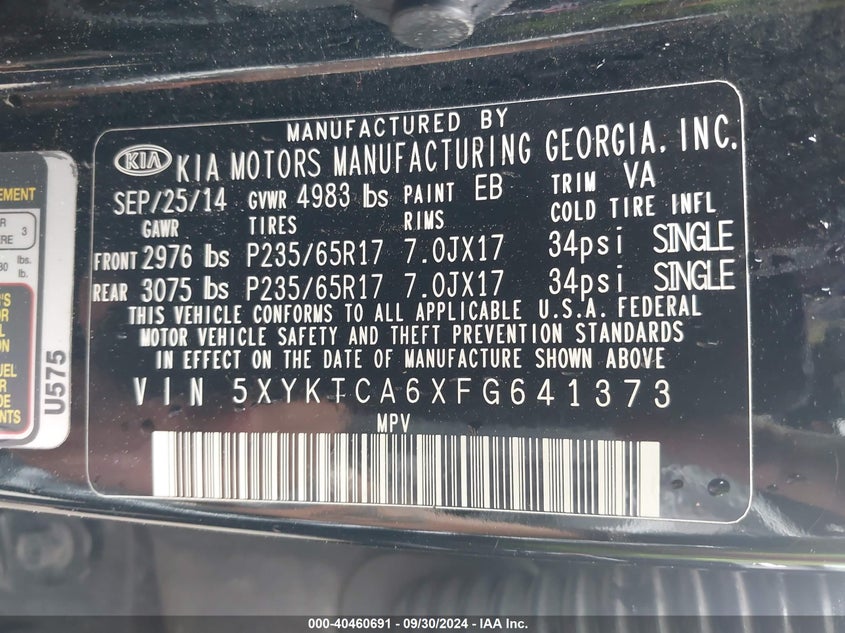 MANUFACTURED BY
KIA KIA MOTORS MANUFACTURING GEORGIA, INC.
SEP/25/14 GVWR 4983 lbs PAINT EB TRIM VA
GAWR TIRES RIMS COLD TIRE INFL
FRONT 2976 lbs P235/65R17 7.0JX17 34psi SINGLE
REAR 3075 lbs P235/65R17 7.0JX17 34psi SINGLE
THIS VEHICLE CONFORMS TO ALL APPLICABLE U.S.A. FEDERAL
MOTOR VEHICLE SAFETY AND THEFT PREVENTION STANDARDS
IN EFFECT ON THE DATE OF MANUFACTURE SHOWN ABOVE
VIN 5XYKTCA6XFG641373
MPV
U575
000-40460691 - 09/30/2024 - IAA Inc.